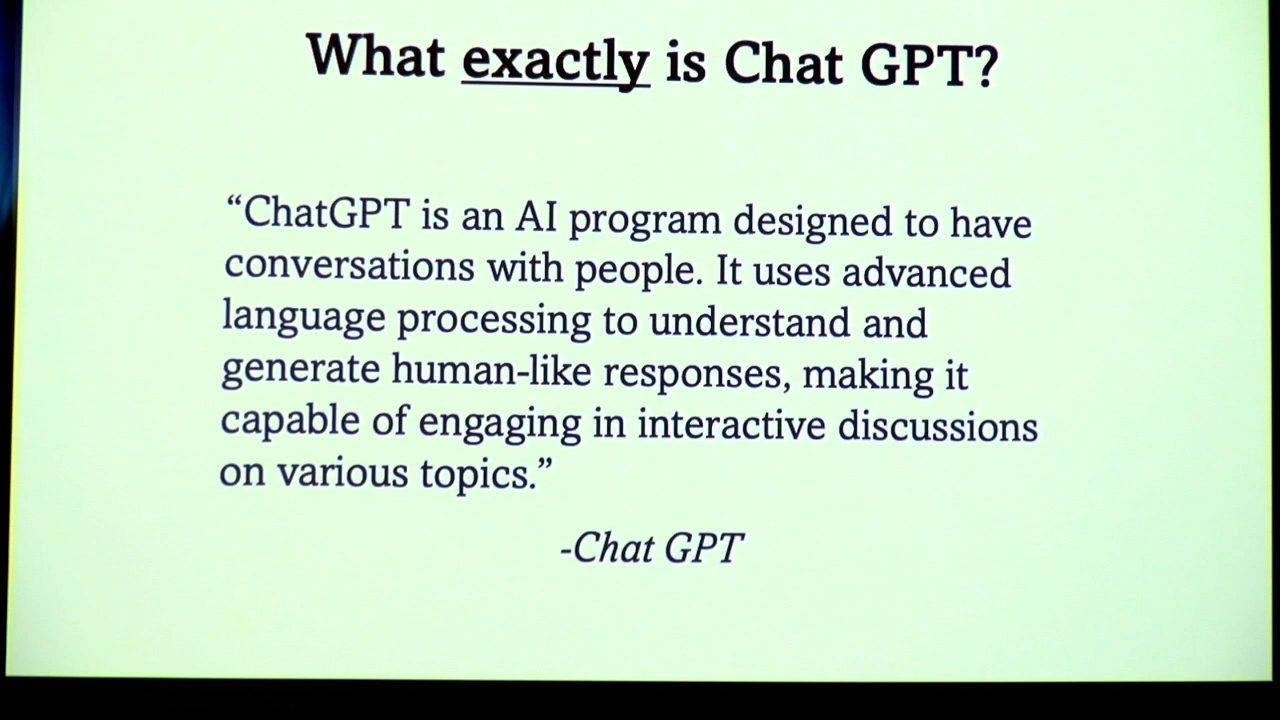 What exactly is Chat GPT?
“ChatGPT is an AI program designed to have
conversations with people. It uses advanced
language processing to understand and
generate human-like responses, making it
capable of engaging in interactive discussions
on various topics.”
-Chat GPT